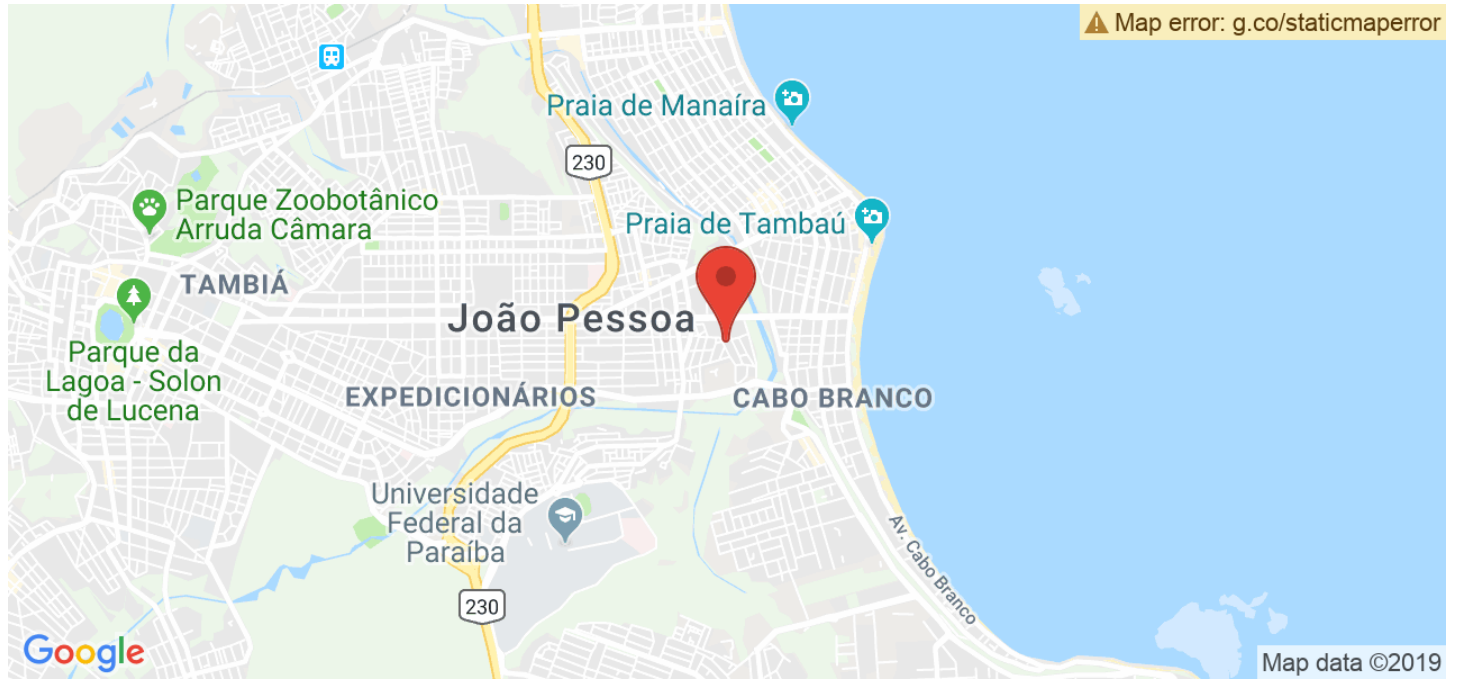 Map error: g.co/staticmaperror
Praia de Manaíra
230
Parque Zoobotânico
Arruda Câmara
Praia de Tambaú
TAMBIÁ
João Pessoa
Parque da
Lagoa - Solon
de Lucena
EXPEDICIONÁRIOS
CABO BRANCO
Universidade
Federal da
Paraíba
Av. Cabo Branco
230
Google
Map data ©2019